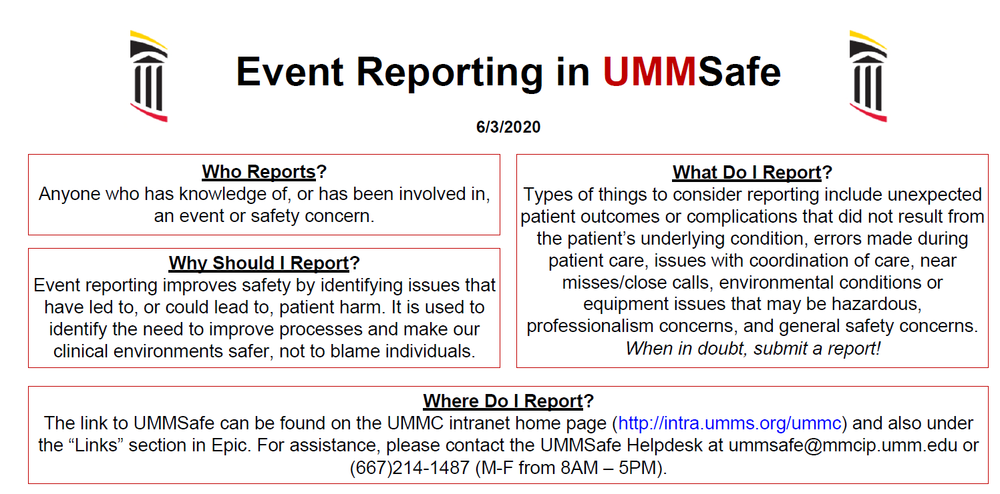 Event Reporting in UMMSafe
6/3/2020
Who Reports?
Anyone who has knowledge of, or has been involved in,
an event or safety concern.
Why Should I Report?
Event reporting improves safety by identifying issues that
have led to, or could lead to, patient harm. It is used to
identify the need to improve processes and make our
clinical environments safer, not to blame individuals.
What Do I Report?
Types of things to consider reporting include unexpected
patient outcomes or complications that did not result from
the patient’s underlying condition, errors made during
patient care, issues with coordination of care, near
misses/close calls, environmental conditions or
equipment issues that may be hazardous,
professionalism concerns, and general safety concerns.
When in doubt, submit a report!
Where Do I Report?
The link to UMMSafe can be found on the UMMC intranet home page (http://intra.umms.org/ummc) and also under
the “Links” section in Epic. For assistance, please contact the UMMSafe Helpdesk at ummsafe@mmcip.umm.edu or
(667)214-1487 (M-F from 8AM – 5PM).